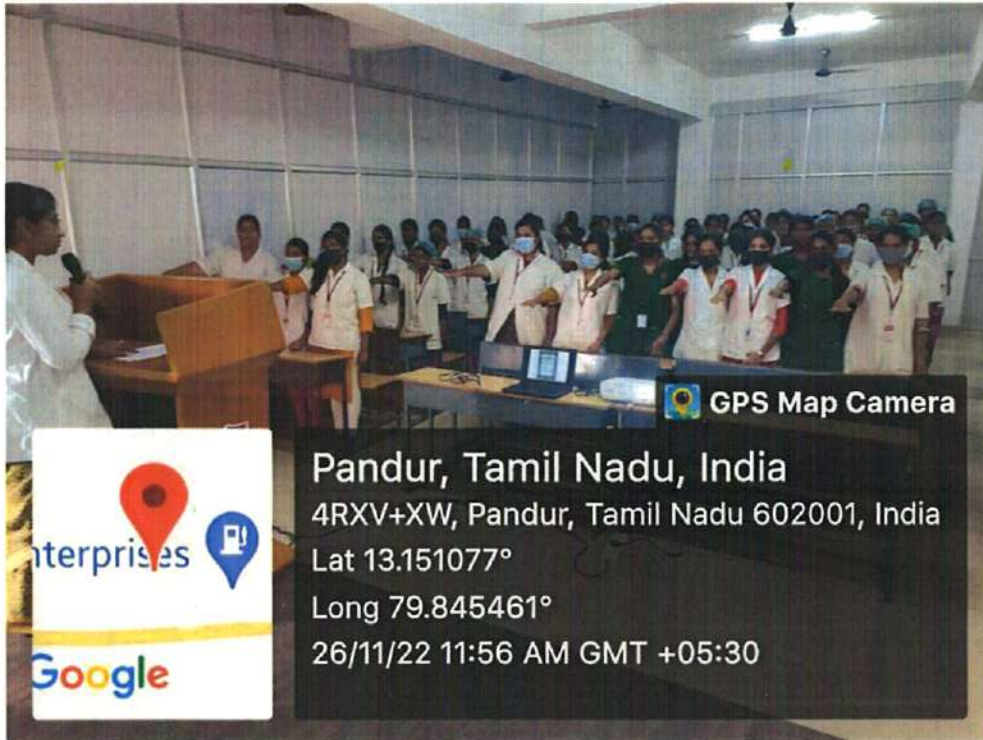 GPS Map Camera
Pandur, Tamil Nadu, India
4RXV+XW, Pandur, Tamil Nadu 602001, India
Lat 13.151077°
Long 79.845461°
26/11/22 11:56 AM GMT +05:30
nterprises
Google